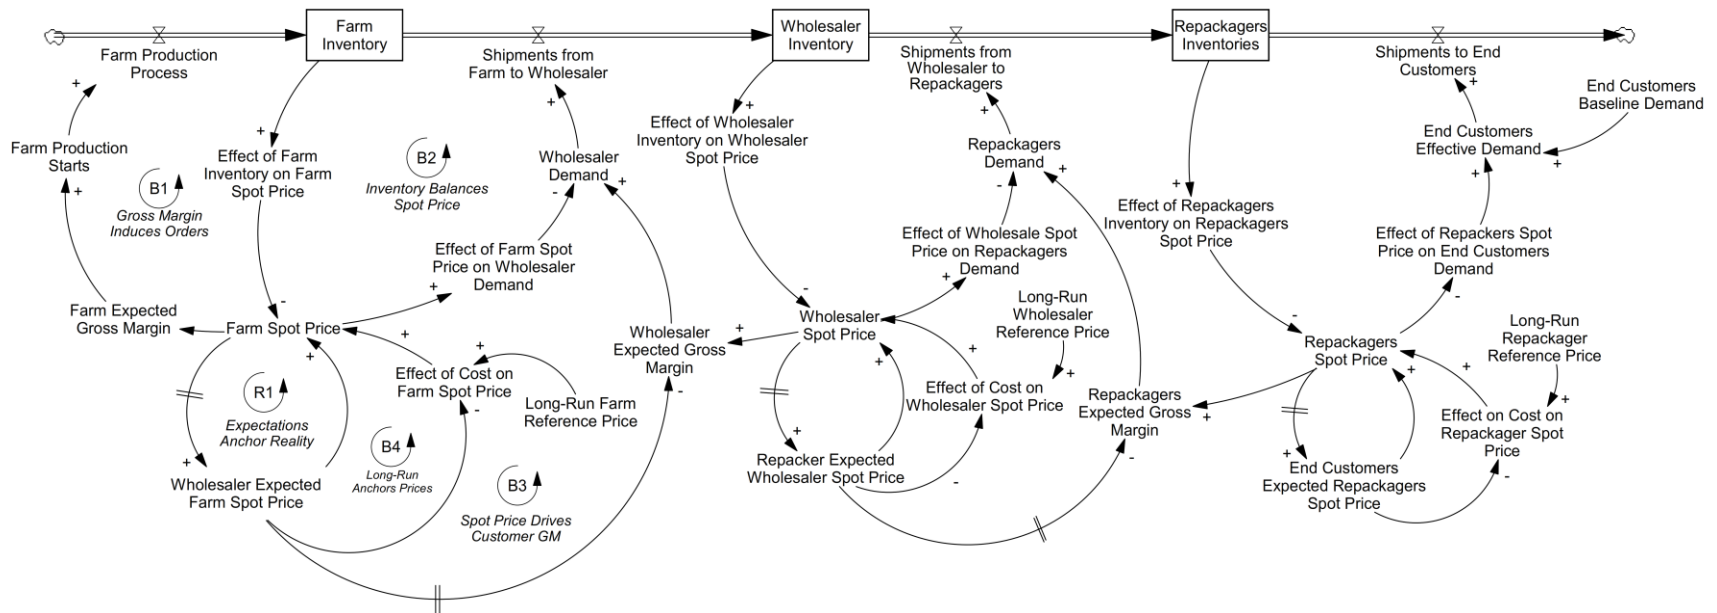 Farm
Inventory
Wholesaler
Inventory
Repackagers
Inventories
Farm Production
Process
Shipments from
Farm to Wholesaler
Shipments from
Wholesaler to
Repackagers
Shipments to End
Customers
End Customers
Baseline Demand
+
+
+
+
+
Farm Production
Starts
+
+
Effect of Farm
Inventory on Farm
Spot Price
B1
Gross Margin
Induces Orders
B2
Inventory Balances
Spot Price
Wholesaler
Demand
-
+
Effect of Wholesaler
Inventory on Wholesaler
Spot Price
Repackagers
Demand
-
+
End Customers
Effective Demand
+
+
+
Effect of Repackagers
Inventory on Repackagers
Spot Price
Effect of Farm Spot
Price on Wholesaler
Demand
+
Effect of Wholesale Spot
Price on Repackagers
Demand
+
Effect of Repackers Spot
Price on End Customers
Demand
-
Farm Expected
Gross Margin
-
Farm Spot Price
+
+
Wholesaler
Expected Gross
Margin
+
-
-
Wholesaler
Spot Price
+
+
Long-Run
Wholesaler
Reference Price
+
-
Repackagers
Spot Price
+
+
Long-Run
Repackager
Reference Price
+
+
Effect of Cost on
Farm Spot Price
-
Long-Run Farm
Reference Price
R1
Expectations
Anchor Reality
B4
Long-Run
Anchors Prices
B3
Spot Price Drives
Customer GM
+
Wholesaler Expected
Farm Spot Price
Effect of Cost on
Wholesaler Spot Price
+
Repacker Expected
Wholesaler Spot Price
-
Repackagers
Expected Gross
Margin
+
-
Effect on Cost on
Repackager Spot
Price
-
+
End Customers
Expected Repackagers
Spot Price